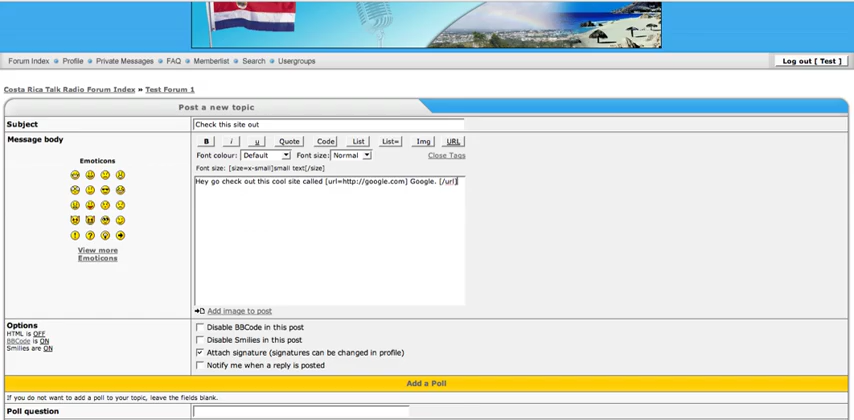 Forum Index Profile Private Messages FAQ Memberlist Search Usergroups Log out [ Test ]
Costa Rica Talk Radio Forum Index » Test Forum 1
Post a new topic
Subject Check this site out
Message body B i u Quote Code List List= Img URL
Font colour: Default Font size: Normal Close Tags
Emoticons Font size: [size=x-small]small text[/size]
Hey go check out this cool site called [url=http://google.com] Google. [/url]
View more
Emoticons
Add image to post
Options
HTML is OFF
BBCode is ON
Smilies are ON
Disable BBCode in this post
Disable Smilies in this post
Attach signature (signatures can be changed in profile)
Notify me when a reply is posted
Add a Poll
If you do not want to add a poll to your topic, leave the fields blank.
Poll question